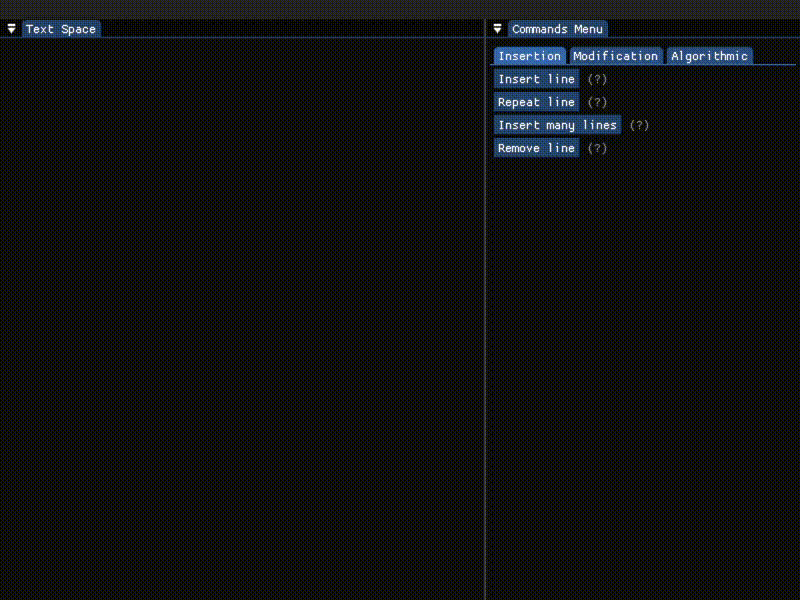 Text Space
Commands Menu
Insertion Modification Algorithmic
Insert line (?)
Repeat line (?)
Insert many lines (?)
Remove line (?)